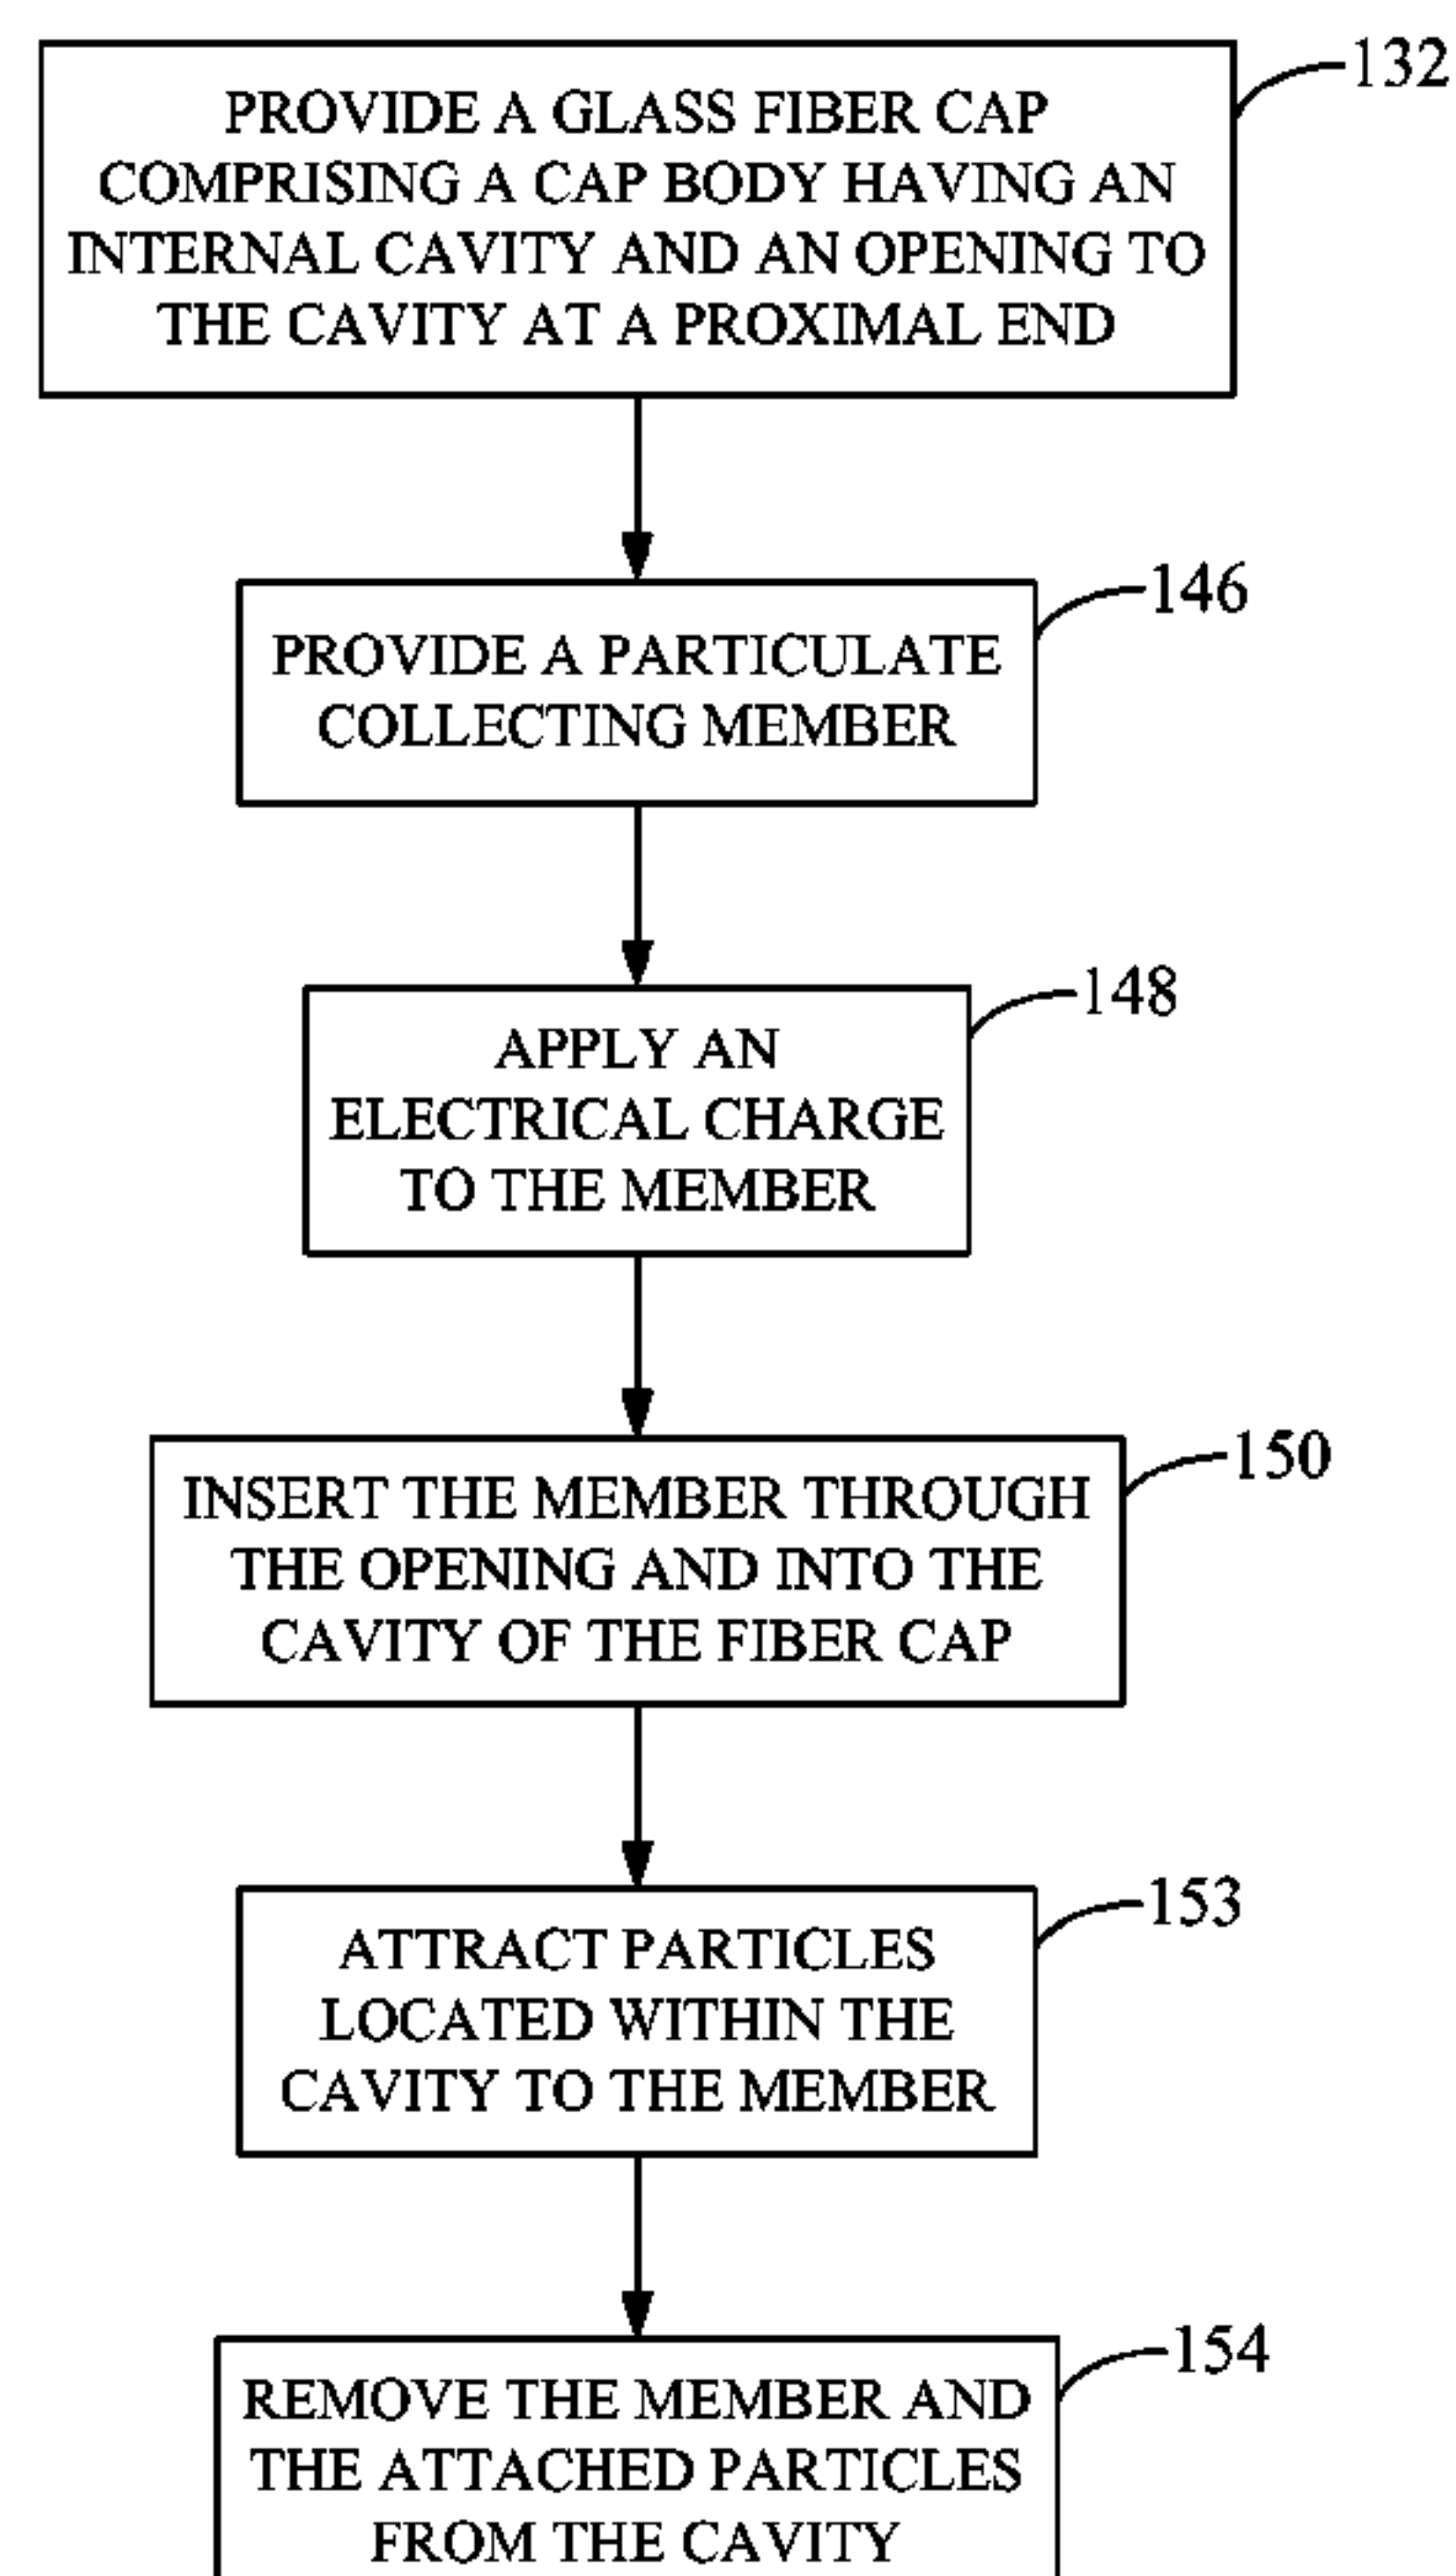 132
PROVIDE A GLASS FIBER CAP
COMPRISING A CAP BODY HAVING AN
INTERNAL CAVITY AND AN OPENING TO
THE CAVITY AT A PROXIMAL END
146
PROVIDE A PARTICULATE
COLLECTING MEMBER
148
APPLY AN
ELECTRICAL CHARGE
TO THE MEMBER
150
INSERT THE MEMBER THROUGH
THE OPENING AND INTO THE
CAVITY OF THE FIBER CAP
153
ATTRACT PARTICLES
LOCATED WITHIN THE
CAVITY TO THE MEMBER
154
REMOVE THE MEMBER AND
THE ATTACHED PARTICLES
FROM THE CAVITY